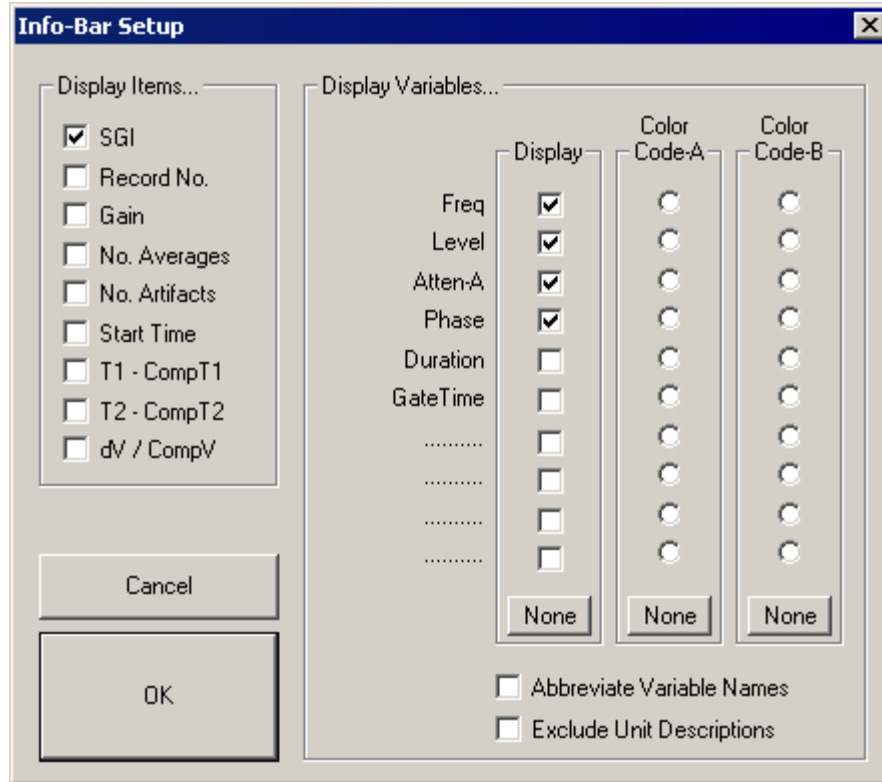 Info-Bar Setup
Display Items...
SGI
Record No.
Gain
No. Averages
No. Artifacts
Start Time
T1 - CompT1
T2 - CompT2
dV / CompV
Cancel
OK
Display Variables...
Display
Color
Code-A
Color
Code-B
Freq
Level
Atten-A
Phase
Duration
GateTime
..........
..........
..........
..........
None
None
None
Abbreviate Variable Names
Exclude Unit Descriptions